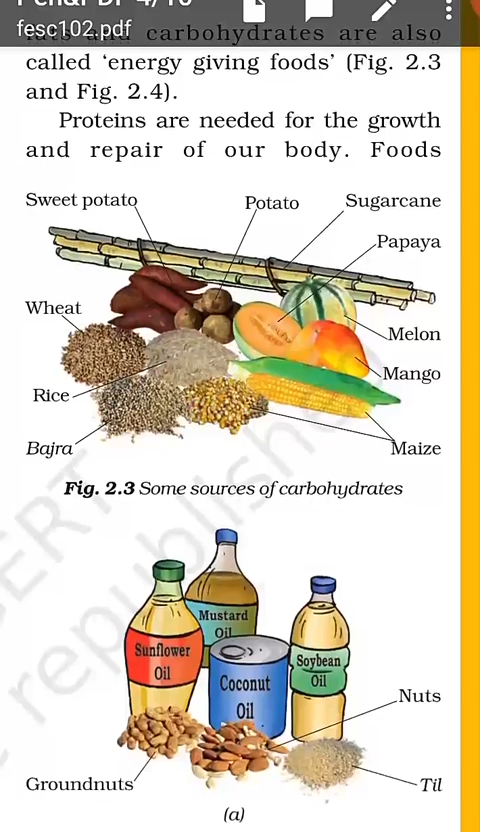 fesc102.pdf
fats and carbohydrates are also
called ‘energy giving foods’ (Fig. 2.3
and Fig. 2.4).
Proteins are needed for the growth
and repair of our body. Foods
Sweet potato
Potato
Sugarcane
Papaya
Wheat
Melon
Mango
Rice
Bajra
Maize
Fig. 2.3 Some sources of carbohydrates
Mustard
Oil
Sunflower
Oil
Soybean
Oil
Coconut
Oil
Nuts
Groundnuts
Til
(a)